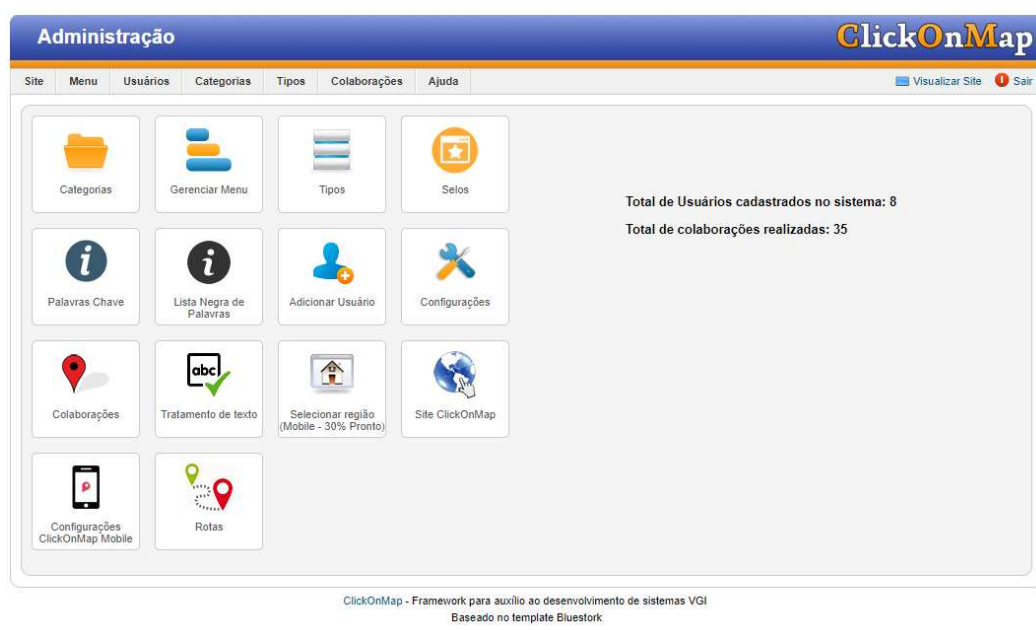 Administração
ClickOnMap
Site Menu Usuários Categorias Tipos Colaborações Ajuda Visualizar Site Sair
Categorias
Gerenciar Menu
Tipos
Selos
Total de Usuários cadastrados no sistema: 8
Total de colaborações realizadas: 35
Palavras Chave
Lista Negra de
Palavras
Adicionar Usuário
Configurações
abc
Colaborações
Tratamento de texto
Selecionar região
(Mobile - 30% Pronto)
Site ClickOnMap
Configurações
ClickOnMap Mobile
Rotas
ClickOnMap - Framework para auxílio ao desenvolvimento de sistemas VGI
Baseado no template Bluestork